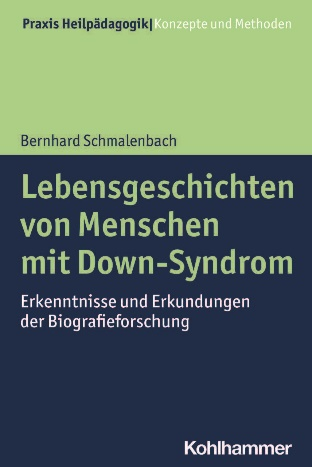 Praxis Heilpädagogik|Konzepte und Methoden
Bernhard Schmalenbach
Lebensgeschichten
von Menschen
mit Down-Syndrom
Erkenntnisse und Erkundungen
der Biografieforschung
Kohlhammer